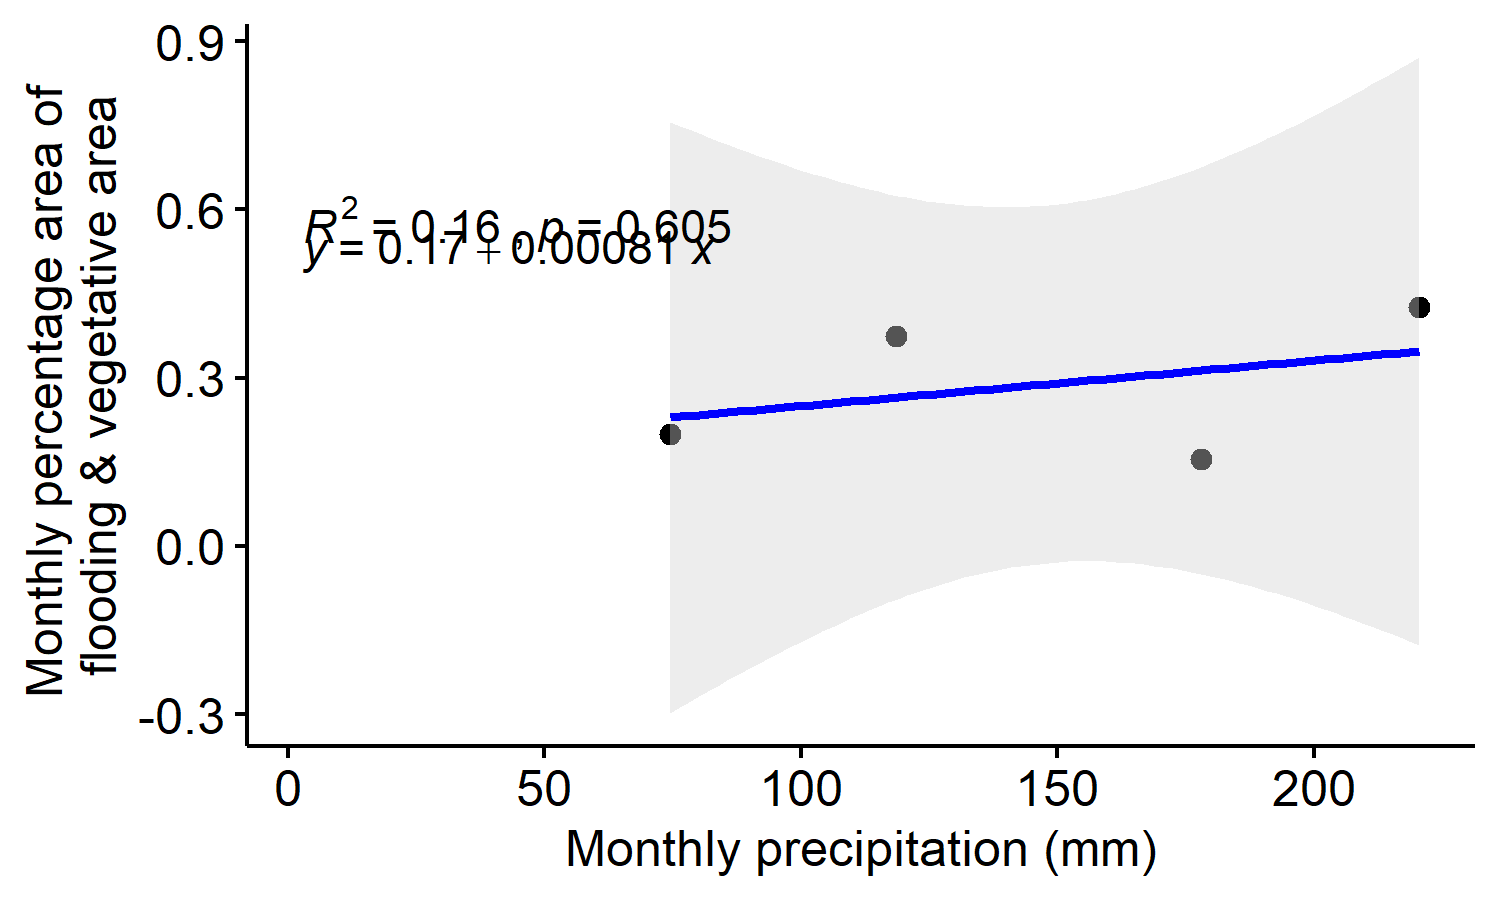 Monthly percentage area of
flooding & vegetative area
0.9
0.6
0.3
0.0
-0.3
R² = 0.16 , p = 0.605
y = 0.17 + 0.00081 x
0 50 100 150 200
Monthly precipitation (mm)